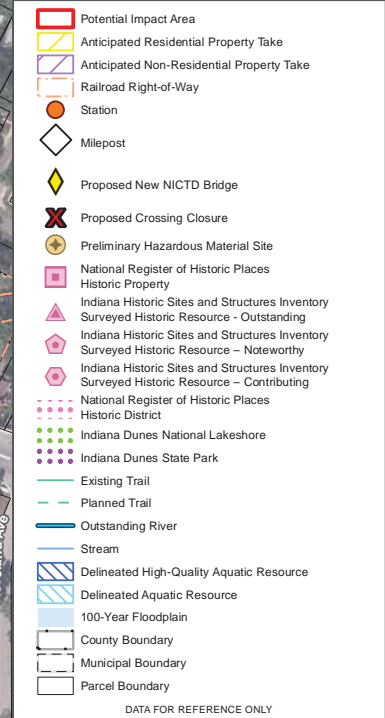 Potential Impact Area
Anticipated Residential Property Take
Anticipated Non-Residential Property Take
Railroad Right-of-Way
Station
Milepost
Proposed New NICTD Bridge
Proposed Crossing Closure
Preliminary Hazardous Material Site
National Register of Historic Places
Historic Property
Indiana Historic Sites and Structures Inventory
Surveyed Historic Resource - Outstanding
Indiana Historic Sites and Structures Inventory
Surveyed Historic Resource – Noteworthy
Indiana Historic Sites and Structures Inventory
Surveyed Historic Resource – Contributing
National Register of Historic Places
Historic District
Indiana Dunes National Lakeshore
Indiana Dunes State Park
Existing Trail
Planned Trail
Outstanding River
Stream
Delineated High-Quality Aquatic Resource
Delineated Aquatic Resource
100-Year Floodplain
County Boundary
Municipal Boundary
Parcel Boundary
DATA FOR REFERENCE ONLY
Ave